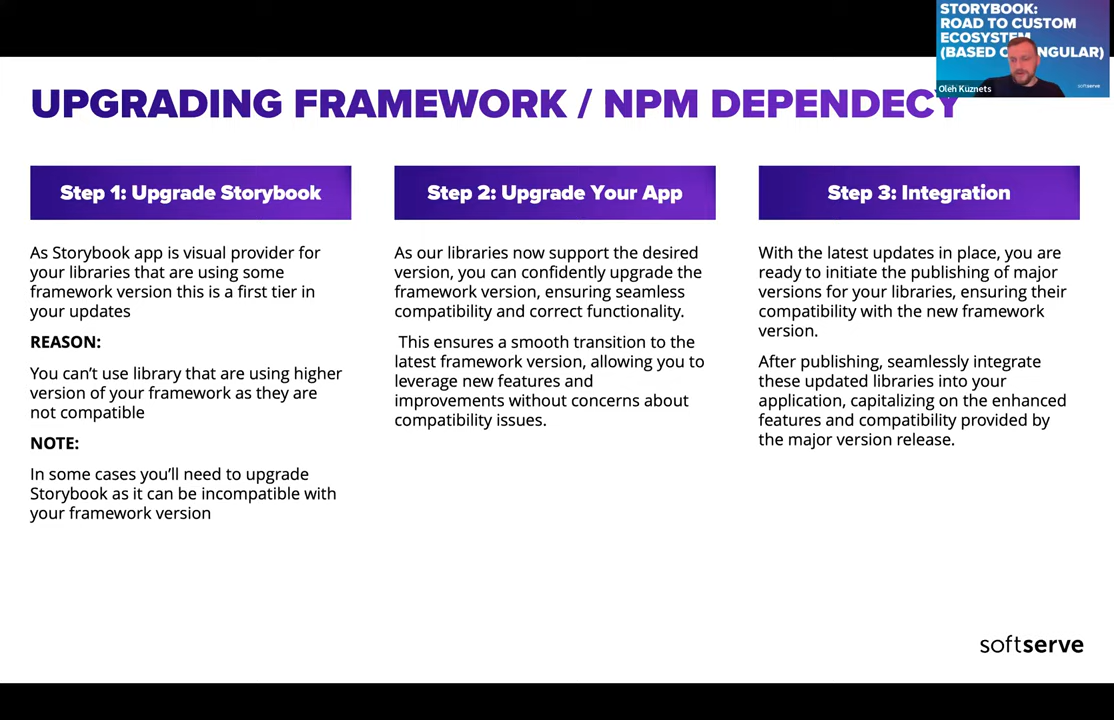 STORYBOOK:
ROAD TO CUSTOM
ECOSYSTEM
(BASED O NGULAR)
softserve
Oleh Kuznets
UPGRADING FRAMEWORK / NPM DEPENDECY
Step 1: Upgrade Storybook
As Storybook app is visual provider for
your libraries that are using some
framework version this is a first tier in
your updates
REASON:
You can’t use library that are using higher
version of your framework as they are
not compatible
NOTE:
In some cases you’ll need to upgrade
Storybook as it can be incompatible with
your framework version
Step 2: Upgrade Your App
As our libraries now support the desired
version, you can confidently upgrade the
framework version, ensuring seamless
compatibility and correct functionality.
This ensures a smooth transition to the
latest framework version, allowing you to
leverage new features and
improvements without concerns about
compatibility issues.
Step 3: Integration
With the latest updates in place, you are
ready to initiate the publishing of major
versions for your libraries, ensuring their
compatibility with the new framework
version.
After publishing, seamlessly integrate
these updated libraries into your
application, capitalizing on the enhanced
features and compatibility provided by
the major version release.
softserve